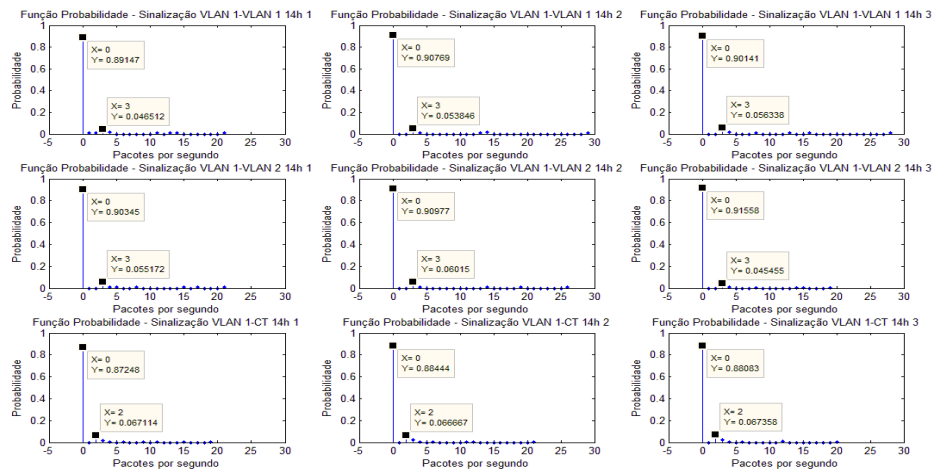 Função Probabilidade - Sinalização VLAN 1-VLAN 1 14h 1
Probabilidade
1
0.8
0.6
0.4
0.2
0
X= 0
Y= 0.89147
X= 3
Y= 0.046512
-5 0 5 10 15 20 25 30
Pacotes por segundo
Função Probabilidade - Sinalização VLAN 1-VLAN 1 14h 2
Probabilidade
1
0.8
0.6
0.4
0.2
0
X= 0
Y= 0.90769
X= 3
Y= 0.053846
-5 0 5 10 15 20 25 30
Pacotes por segundo
Função Probabilidade - Sinalização VLAN 1-VLAN 1 14h 3
Probabilidade
1
0.8
0.6
0.4
0.2
0
X= 0
Y= 0.90141
X= 3
Y= 0.056338
-5 0 5 10 15 20 25 30
Pacotes por segundo
Função Probabilidade - Sinalização VLAN 1-VLAN 2 14h 1
Probabilidade
1
0.8
0.6
0.4
0.2
0
X= 0
Y= 0.90345
X= 3
Y= 0.055172
-5 0 5 10 15 20 25 30
Pacotes por segundo
Função Probabilidade - Sinalização VLAN 1-VLAN 2 14h 2
Probabilidade
1
0.8
0.6
0.4
0.2
0
X= 0
Y= 0.90977
X= 3
Y= 0.06015
-5 0 5 10 15 20 25 30
Pacotes por segundo
Função Probabilidade - Sinalização VLAN 1-VLAN 2 14h 3
Probabilidade
1
0.8
0.6
0.4
0.2
0
X= 0
Y= 0.91558
X= 3
Y= 0.045455
-5 0 5 10 15 20 25 30
Pacotes por segundo
Função Probabilidade - Sinalização VLAN 1-CT 14h 1
Probabilidade
1
0.8
0.6
0.4
0.2
0
X= 0
Y= 0.87248
X= 2
Y= 0.067114
-5 0 5 10 15 20 25 30
Pacotes por segundo
Função Probabilidade - Sinalização VLAN 1-CT 14h 2
Probabilidade
1
0.8
0.6
0.4
0.2
0
X= 0
Y= 0.88444
X= 2
Y= 0.066667
-5 0 5 10 15 20 25 30
Pacotes por segundo
Função Probabilidade - Sinalização VLAN 1-CT 14h 3
Probabilidade
1
0.8
0.6
0.4
0.2
0
X= 0
Y= 0.88083
X= 2
Y= 0.067358
-5 0 5 10 15 20 25 30
Pacotes por segundo